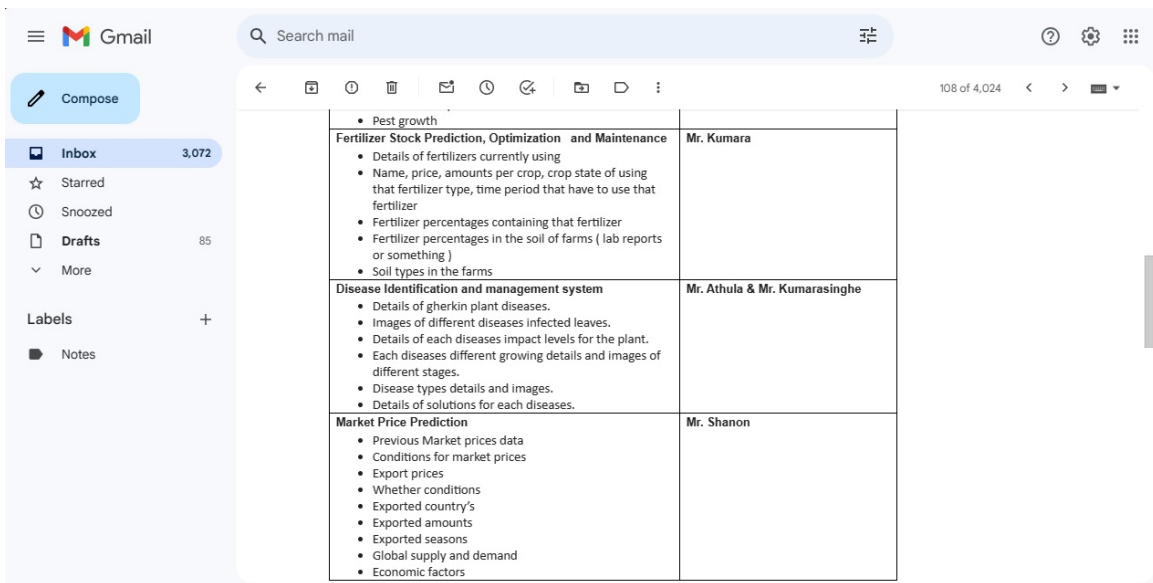 Gmail
Search mail
Compose
108 of 4,024
Inbox 3,072
Starred
Snoozed
Drafts 85
More
Labels
Notes
Pest growth
Fertilizer Stock Prediction, Optimization and Maintenance
Mr. Kumara
Details of fertilizers currently using
Name, price, amounts per crop, crop state of using
that fertilizer type, time period that have to use that
fertilizer
Fertilizer percentages containing that fertilizer
Fertilizer percentages in the soil of farms ( lab reports
or something )
Soil types in the farms
Disease Identification and management system
Mr. Athula & Mr. Kumarasinghe
Details of gherkin plant diseases.
Images of different diseases infected leaves.
Details of each diseases impact levels for the plant.
Each diseases different growing details and images of
different stages.
Disease types details and images.
Details of solutions for each diseases.
Market Price Prediction
Mr. Shanon
Previous Market prices data
Conditions for market prices
Export prices
Whether conditions
Exported country’s
Exported amounts
Exported seasons
Global supply and demand
Economic factors